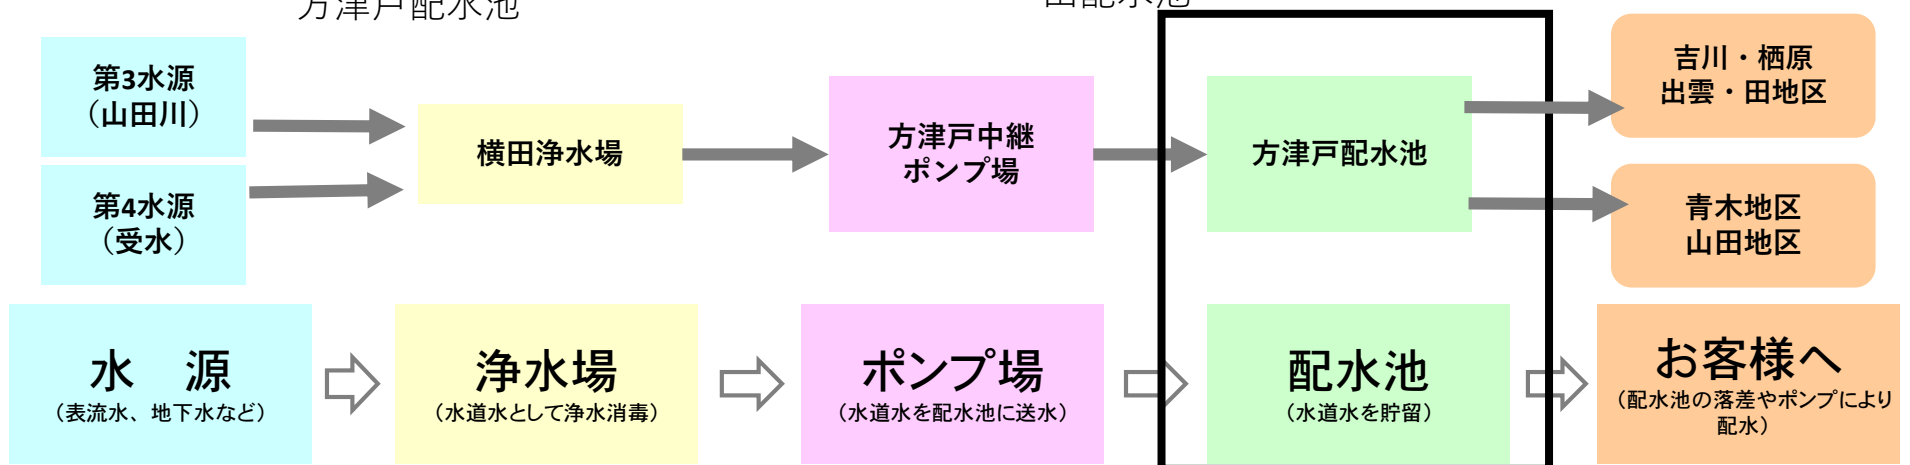 方津戸配水池
第3水源
（山田川）
第4水源
（受水）
横田浄水場
方津戸中継
ポンプ場
方津戸配水池
吉川・栖原
出雲・田地区
青木地区
山田地区
水　源
（表流水、地下水など）
浄水場
（水道水として浄水消毒）
ポンプ場
（水道水を配水池に送水）
配水池
（水道水を貯留）
お客様へ
（配水池の落差やポンプにより
配水）